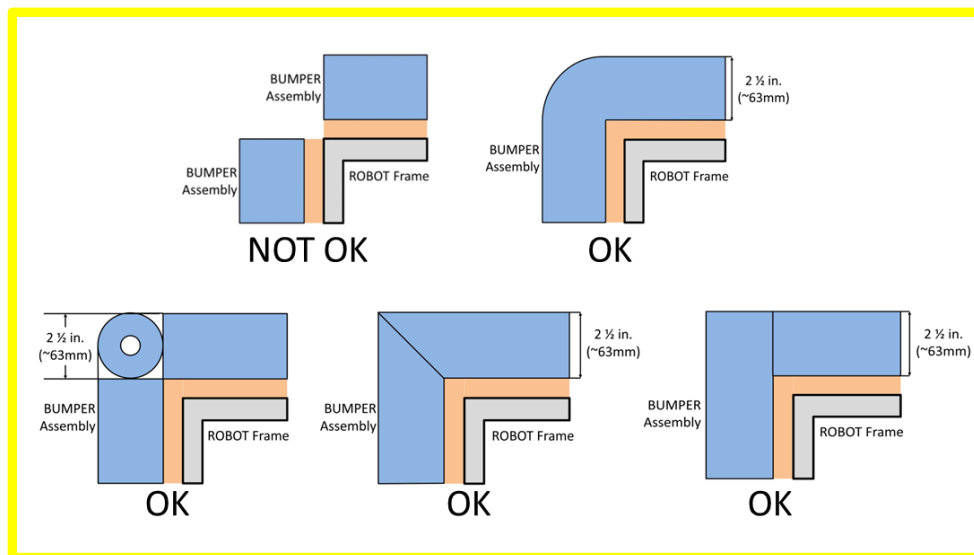 BUMPER
Assembly
BUMPER
Assembly
ROBOT Frame
NOT OK
2 ½ in.
(~63mm)
BUMPER
Assembly
ROBOT Frame
OK
2 ½ in.
(~63mm)
BUMPER
Assembly
ROBOT Frame
OK
2 ½ in.
(~63mm)
BUMPER
Assembly
ROBOT Frame
OK
2 ½ in.
(~63mm)
BUMPER
Assembly
ROBOT Frame
OK